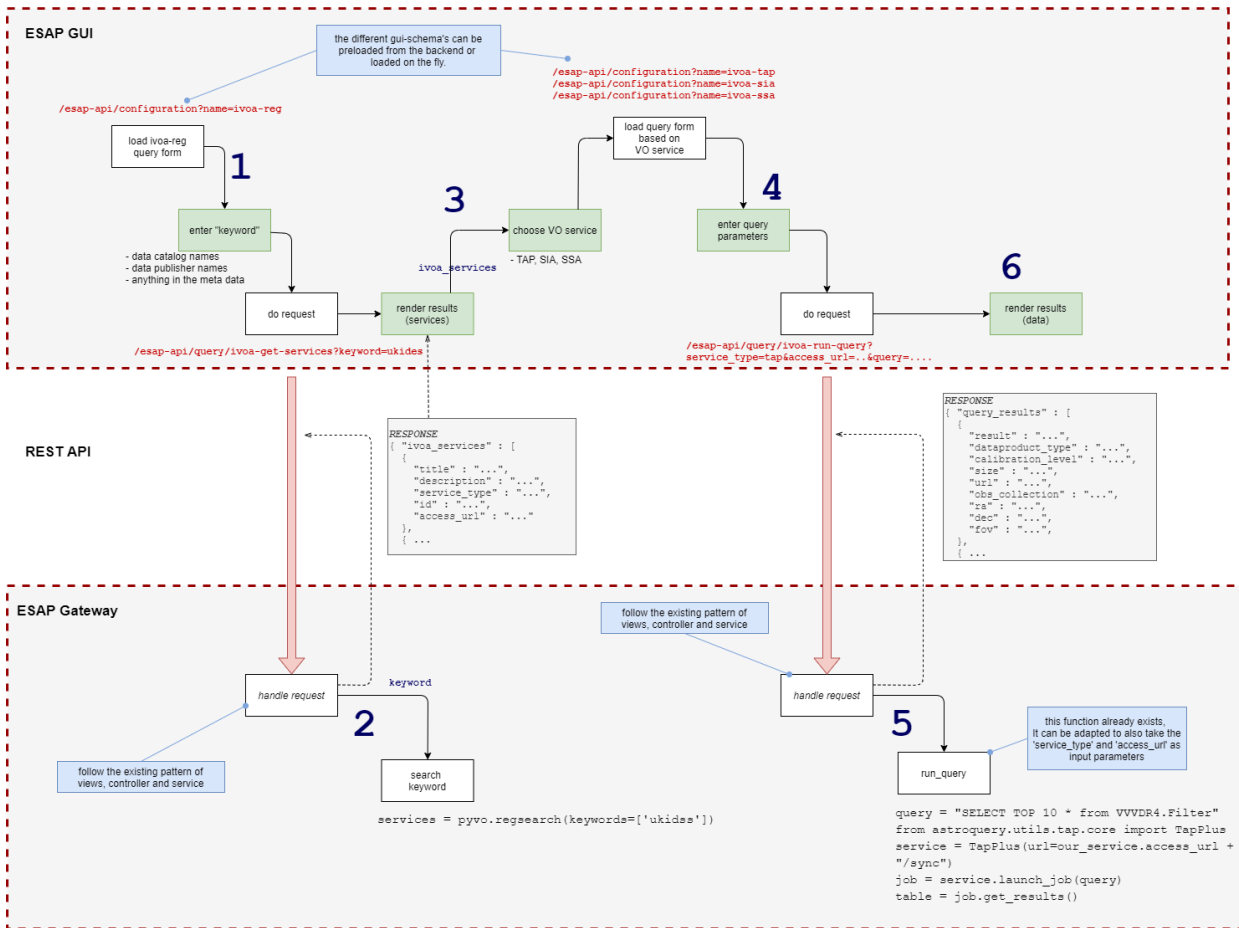 ESAP GUI
the different gui-schema's can be
preloaded from the backend or
loaded on the fly.
/esap-api/configuration?name=ivoa-reg
/esap-api/configuration?name=ivoa-tap
/esap-api/configuration?name=ivoa-sia
/esap-api/configuration?name=ivoa-ssa
load ivoa-reg
query form
1
enter "keyword"
- data catalog names
- data publisher names
- anything in the meta data
do request
render results
(services)
/esap-api/query/ivoa-get-services?keyword=ukides
3
ivoa_services
choose VO service
- TAP, SIA, SSA
load query form
based on
VO service
4
enter query
parameters
do request
/esap-api/query/ivoa-run-query?
service_type=tap&access_url=..&query=....
6
render results
(data)
REST API
RESPONSE
{ "ivoa_services" : [
{
"title" : "...",
"description" : "...",
"service_type" : "...",
"id" : "...",
"access_url" : "..."
},
{ ...
RESPONSE
{ "query_results" : [
{
"result" : "...",
"dataproduct_type" : "...",
"calibration_level" : "...",
"size" : "...",
"url" : "...",
"obs_collection" : "...",
"ra" : "...",
"dec" : "...",
"fov" : "...",
},
{ ...
ESAP Gateway
handle request
keyword
2
follow the existing pattern of
views, controller and service
search
keyword
services = pyvo.regsearch(keywords=['ukidss'])
follow the existing pattern of
views, controller and service
handle request
5
this function already exists,
It can be adapted to also take the
'service_type' and 'access_url' as
input parameters
run_query
query = "SELECT TOP 10 * from VVVDR4.Filter"
from astroquery.utils.tap.core import TapPlus
service = TapPlus(url=our_service.access_url +
"/sync")
job = service.launch_job(query)
table = job.get_results()